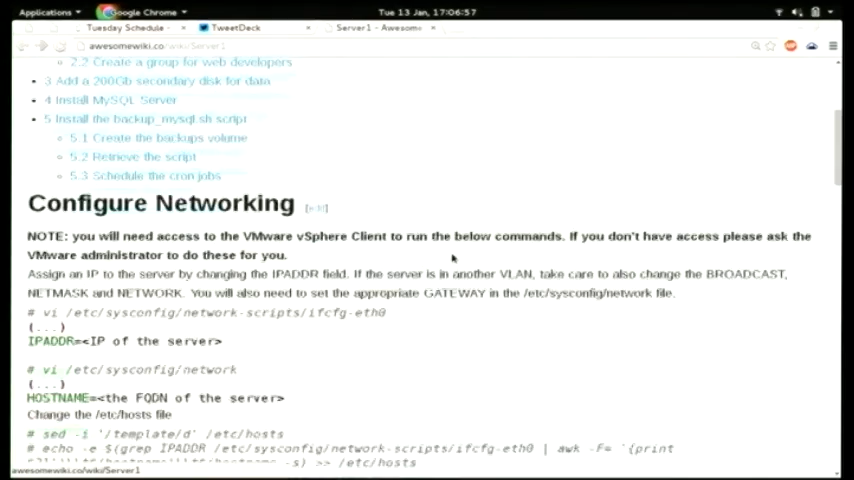 Applications
Google Chrome
Tue 13 Jan, 17:06:57
Tuesday Schedule -
TweetDeck
Server1 - Awesom
awesomewiki.co/wiki/Server1
2.2 Create a group for web developers
3 Add a 200Gb secondary disk for data
4 Install MySQL Server
5 Install the backup_mysql.sh script
5.1 Create the backups volume
5.2 Retrieve the script
5.3 Schedule the cron jobs
Configure Networking [edit]
NOTE: you will need access to the VMware vSphere Client to run the below commands. If you don't have access please ask the
VMware administrator to do these for you.
Assign an IP to the server by changing the IPADDR field. If the server is in another VLAN, take care to also change the BROADCAST,
NETMASK and NETWORK. You will also need to set the appropriate GATEWAY in the /etc/sysconfig/network file.
# vi /etc/sysconfig/network-scripts/ifcfg-eth0
(...)
IPADDR=<IP of the server>
# vi /etc/sysconfig/network
(...)
HOSTNAME=<the FQDN of the server>
Change the /etc/hosts file
# sed -i '/template/d' /etc/hosts
# echo -e $(grep IPADDR /etc/sysconfig/network-scripts/ifcfg-eth0 | awk -F= '{print
-s) >> /etc/hosts
awesomewiki.co/wiki/Server1